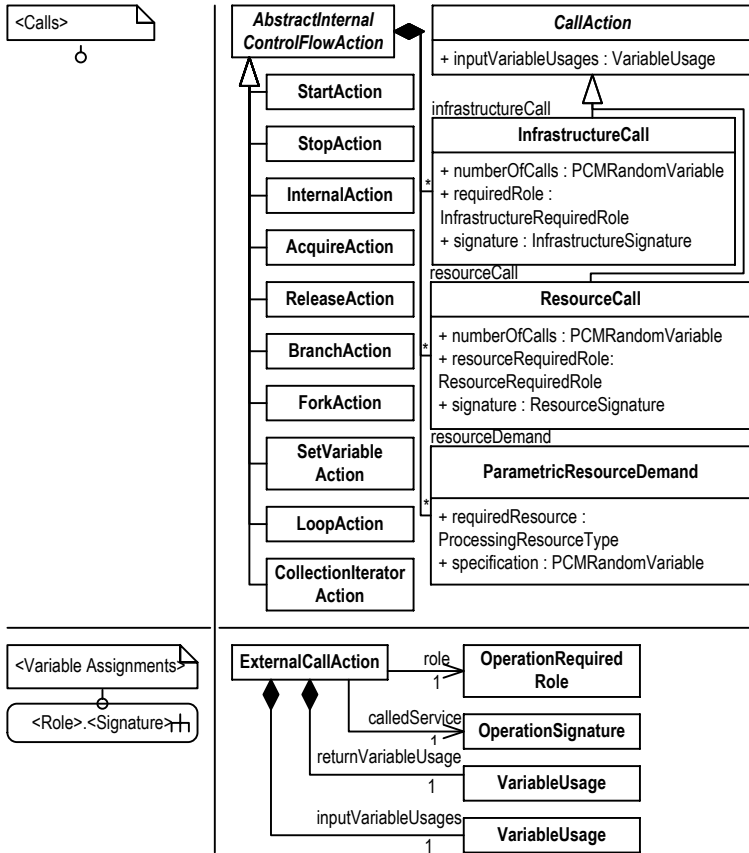 <Calls>
AbstractInternal
ControlFlowAction
StartAction
StopAction
InternalAction
AcquireAction
ReleaseAction
BranchAction
ForkAction
SetVariable
Action
LoopAction
CollectionIterator
Action
CallAction
+ inputVariableUsages : VariableUsage
infrastructureCall
InfrastructureCall
+ numberOfCalls : PCMRandomVariable
+ requiredRole :
InfrastructureRequiredRole
+ signature : InfrastructureSignature
*
resourceCall
ResourceCall
+ numberOfCalls : PCMRandomVariable
+ resourceRequiredRole:
ResourceRequiredRole
+ signature : ResourceSignature
*
resourceDemand
ParametricResourceDemand
+ requiredResource :
ProcessingResourceType
+ specification : PCMRandomVariable
*
<Variable Assignments>
<Role>.<Signature>
ExternalCallAction
role
1
OperationRequired
Role
calledService
1
OperationSignature
returnVariableUsage
1
VariableUsage
inputVariableUsages
1
VariableUsage